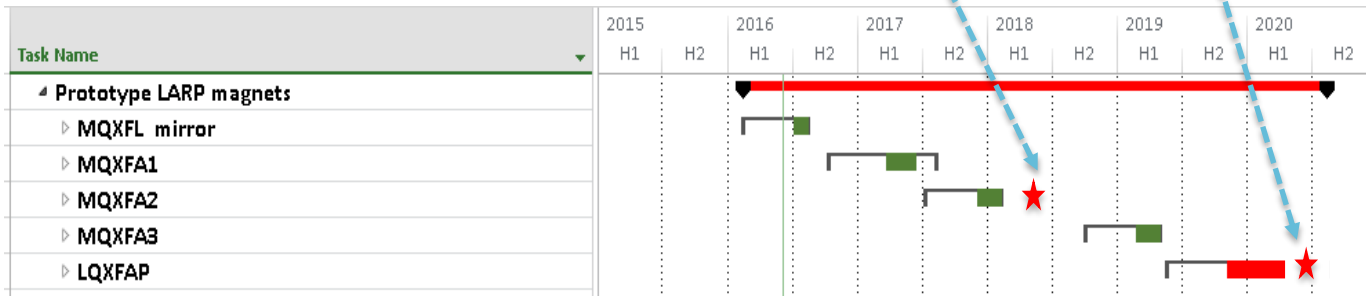 2015 2016 2017 2018 2019 2020
Task Name H1 H2 H1 H2 H1 H2 H1 H2 H1 H2 H1 H2
Prototype LARP magnets
MQXFL mirror
MQXFA1
MQXFA2
MQXFA3
LQXFAP